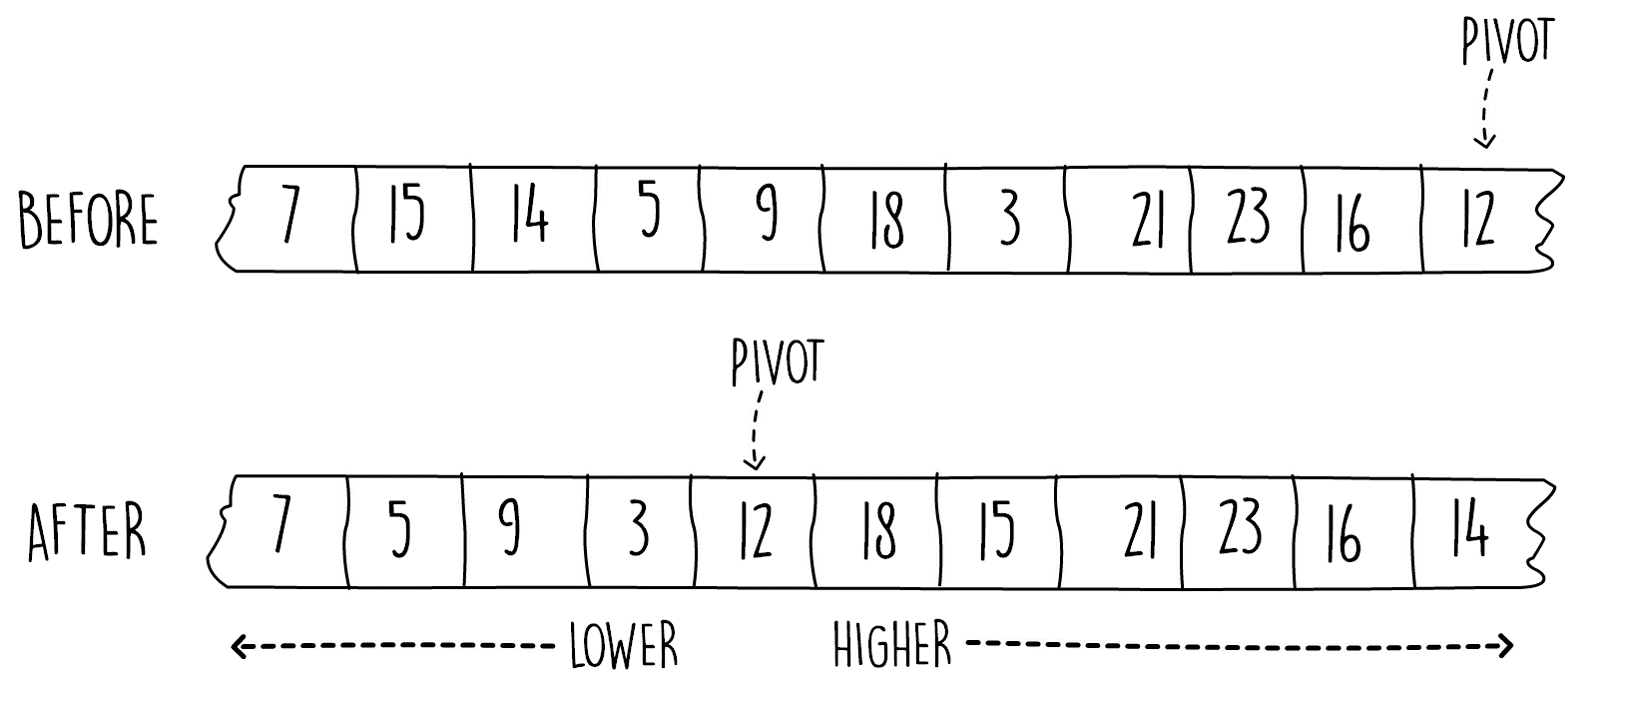 PIVOT
BEFORE 7 15 14 5 9 18 3 21 23 16 12
PIVOT
AFTER 7 5 9 3 12 18 15 21 23 16 14
LOWER HIGHER